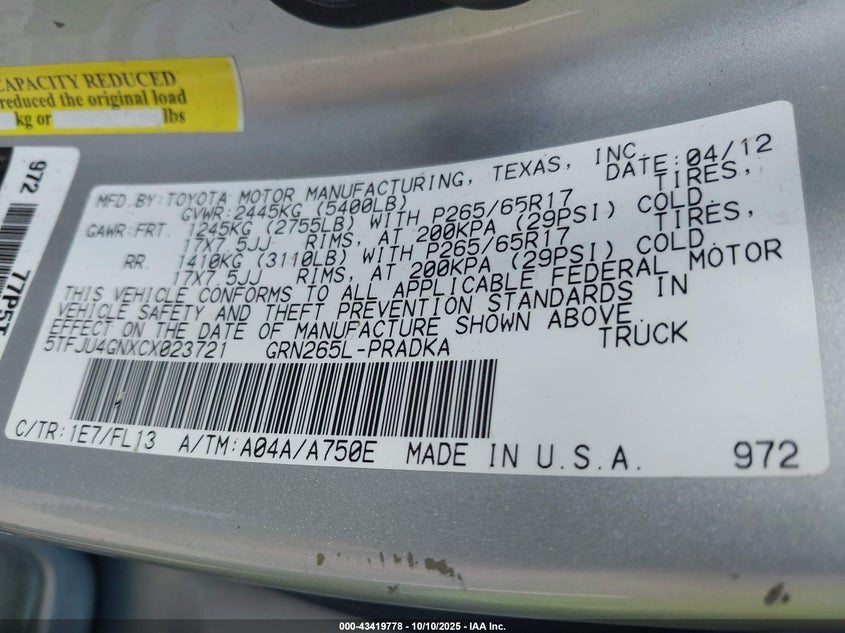 CAPACITY REDUCED
reduced the original load
kg or lbs
972
77P5T
MFD. BY: TOYOTA MOTOR MANUFACTURING, TEXAS, INC. DATE: 04/12
GVWR: 2445KG (5400LB)
GAWR: FRT. 1245KG (2755LB) WITH P265/65R17 TIRES,
17X7.5JJ RIMS, AT 200KPA (29PSI) COLD.
RR. 1410KG (3110LB) WITH P265/65R17 TIRES,
17X7.5JJ RIMS, AT 200KPA (29PSI) COLD.
THIS VEHICLE CONFORMS TO ALL APPLICABLE FEDERAL MOTOR
VEHICLE SAFETY AND THEFT PREVENTION STANDARDS IN
EFFECT ON THE DATE OF MANUFACTURE SHOWN ABOVE.
5TFJU4GNXCX023721 GRN265L-PRADKA TRUCK
C/TR: 1E7/FL13 A/TM: A04A/A750E MADE IN U.S.A. 972
000-43419778 - 10/10/2025 - IAA Inc.